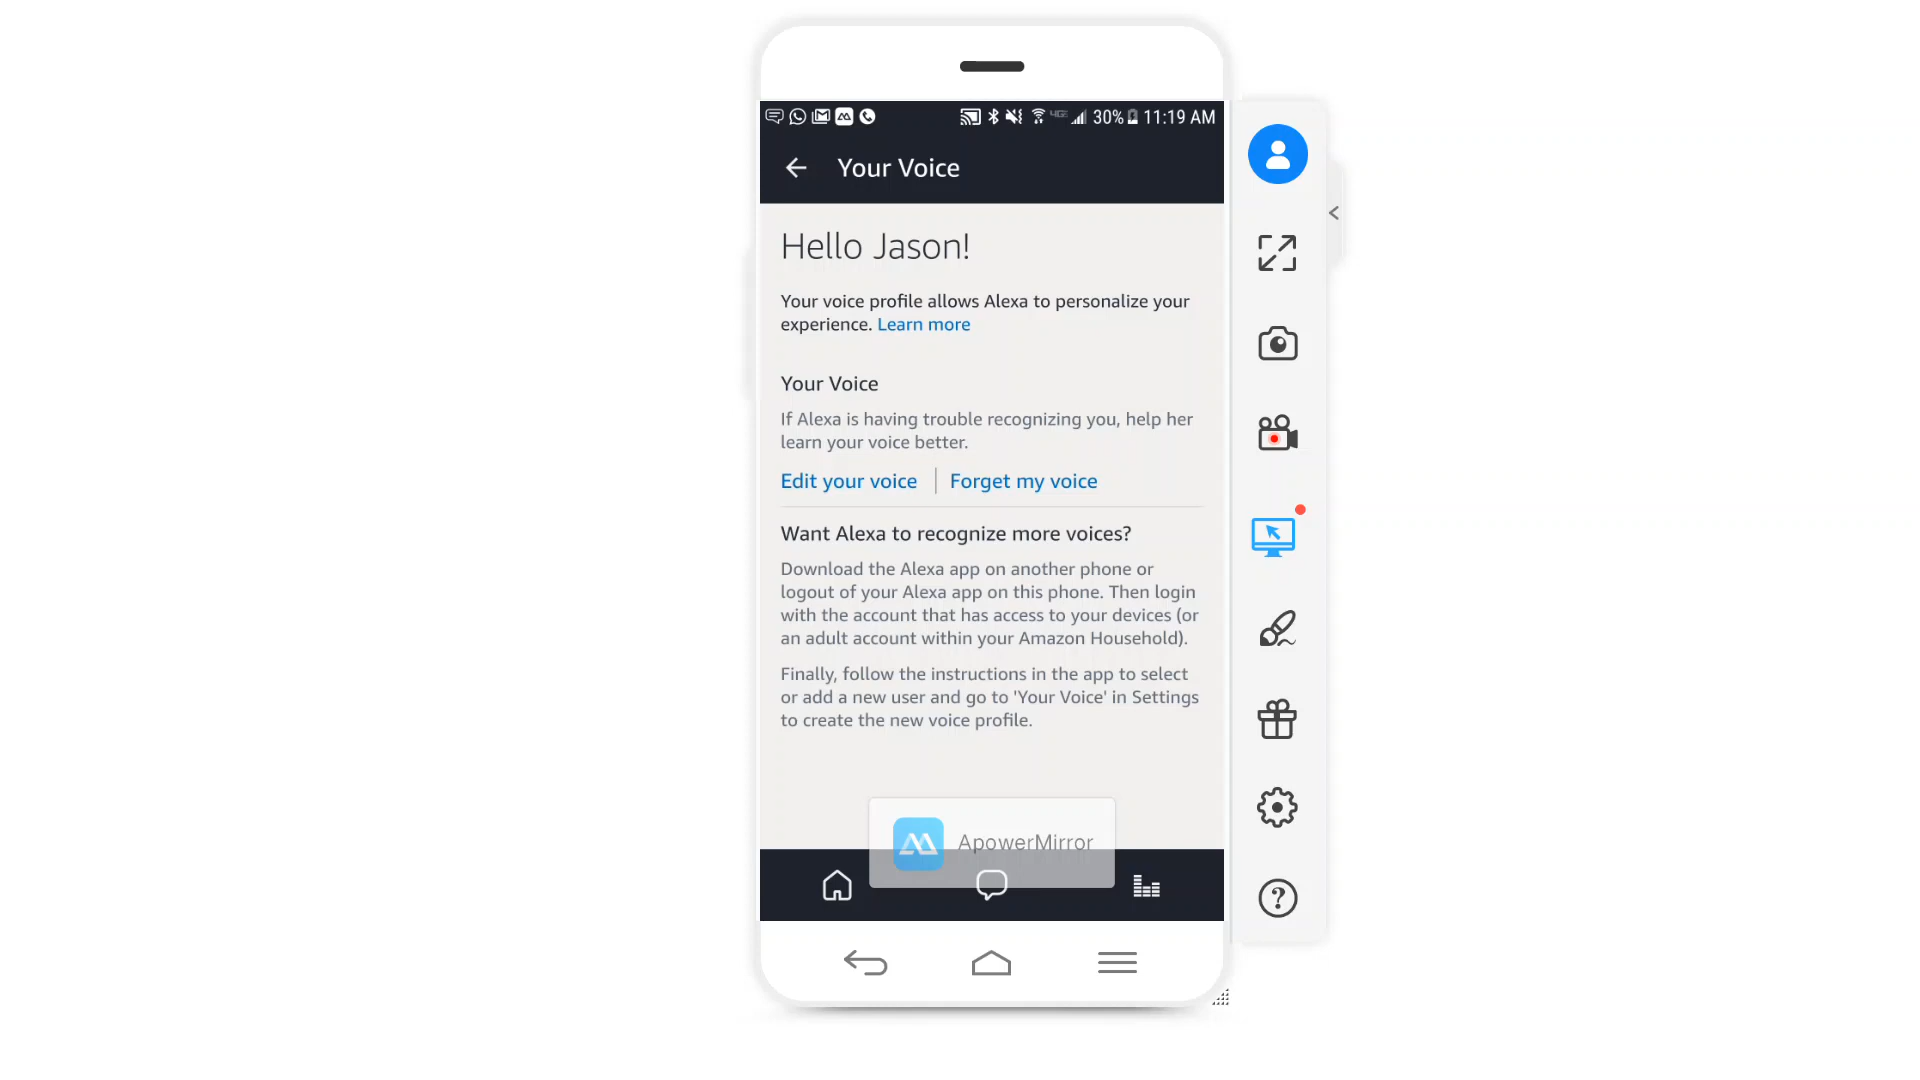 30% 11:19 AM
Your Voice
Hello Jason!
Your voice profile allows Alexa to personalize your
experience. Learn more
Your Voice
If Alexa is having trouble recognizing you, help her
learn your voice better.
Edit your voice | Forget my voice
Want Alexa to recognize more voices?
Download the Alexa app on another phone or
logout of your Alexa app on this phone. Then login
with the account that has access to your devices (or
an adult account within your Amazon Household).
Finally, follow the instructions in the app to select
or add a new user and go to 'Your Voice' in Settings
to create the new voice profile.
ApowerMirror